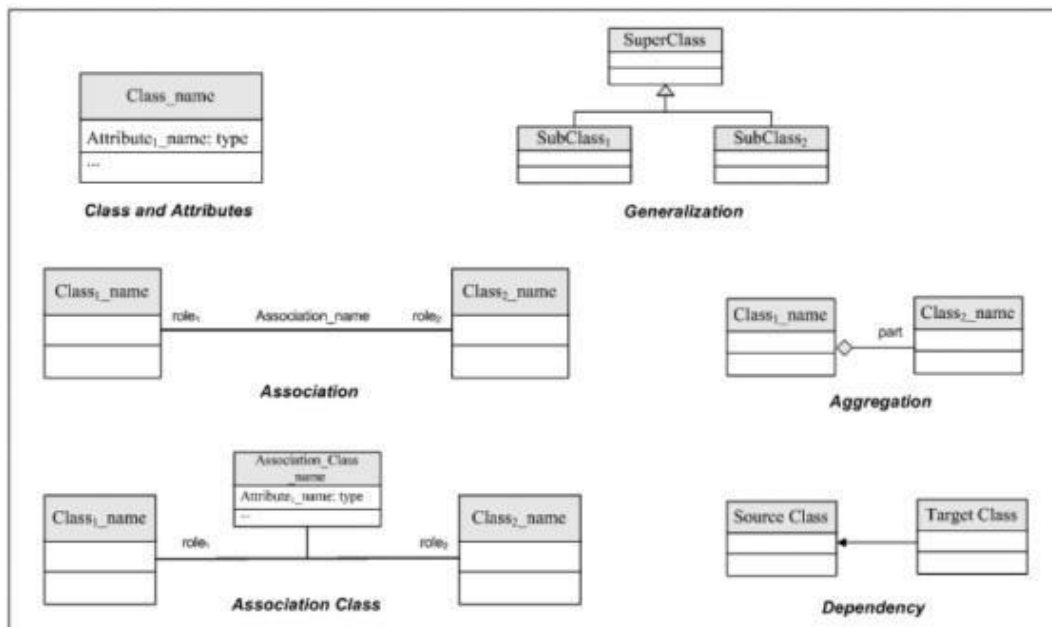 SuperClass
Class_name
Attribute₁_name: type
...
SubClass₁
SubClass₂
Class and Attributes
Generalization
Class₁_name
Class₂_name
role₁
Association_name
role₂
Association
Class₁_name
Class₂_name
part
Aggregation
Association_Class
_name
Attribute₁_name: type
...
Class₁_name
Class₂_name
role₁
role₂
Association Class
Source Class
Target Class
Dependency